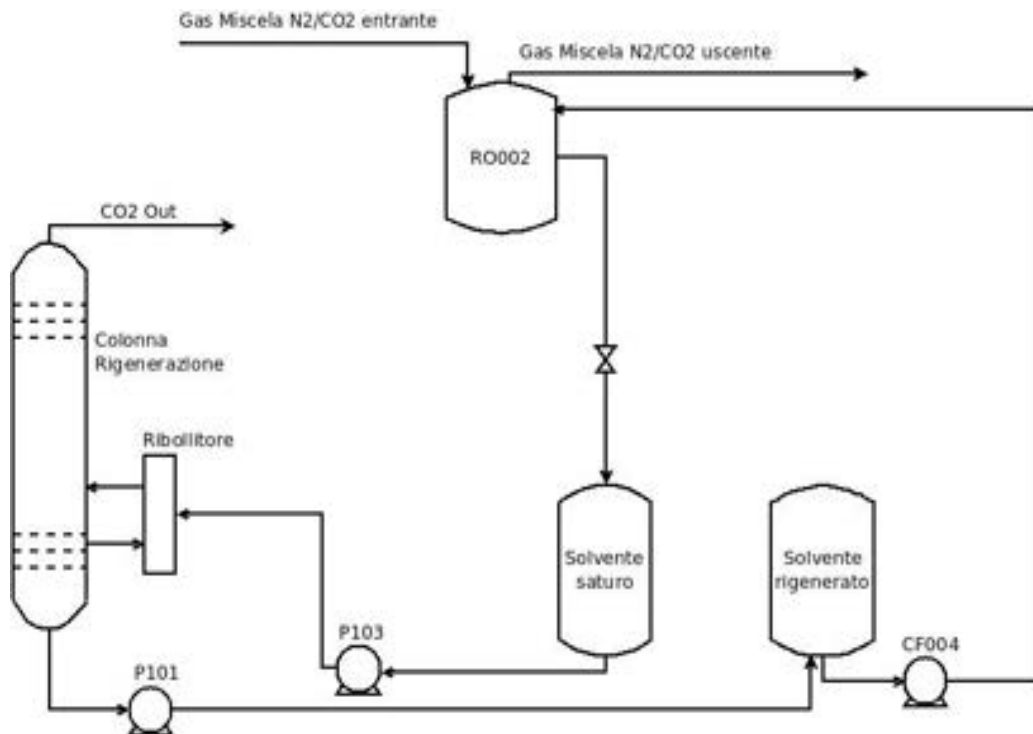 Gas Miscela N2/CO2 entrante
Gas Miscela N2/CO2 uscente
RO002
CO2 Out
Colonna
Rigenerazione
Ribollitore
Solvente
saturo
Solvente
rigenerato
P103
CF004
P101